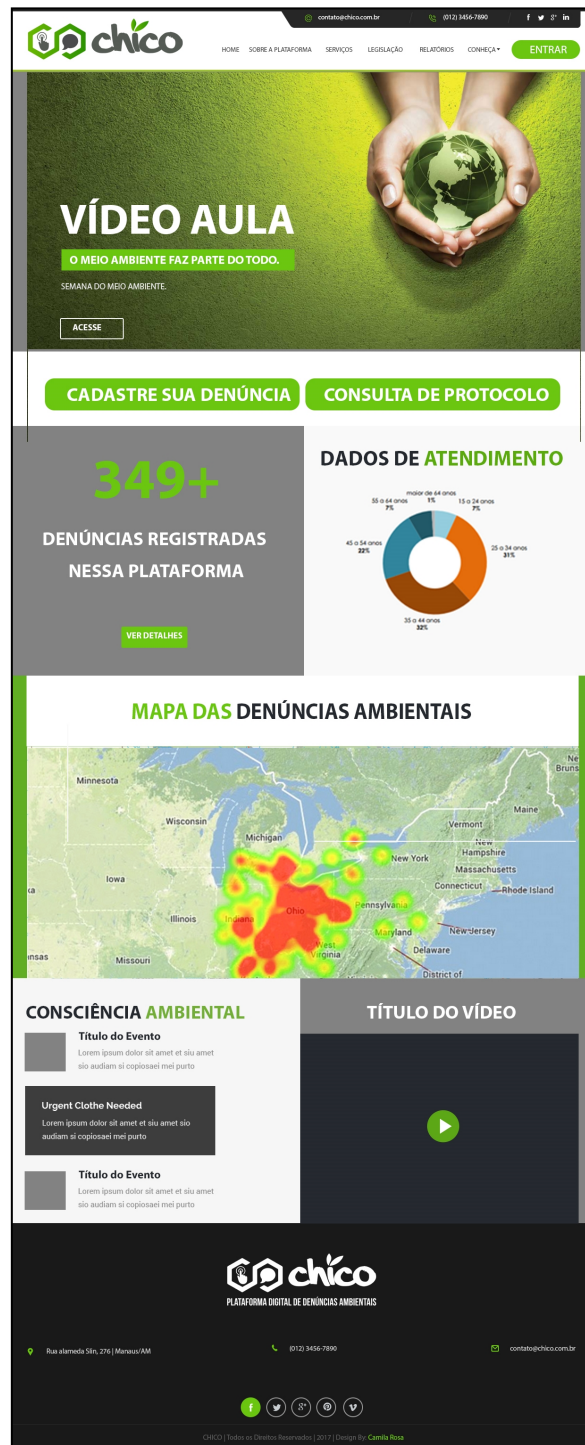 contato@chico.com.br
(012) 3456-7890
chico
HOME SOBRE A PLATAFORMA SERVIÇOS LEGISLAÇÃO RELATÓRIOS CONHEÇA ENTRAR
VÍDEO AULA
O MEIO AMBIENTE FAZ PARTE DO TODO.
SEMANA DO MEIO AMBIENTE.
ACESSE
CADASTRE SUA DENÚNCIA
CONSULTA DE PROTOCOLO
349+
DENÚNCIAS REGISTRADAS
NESSA PLATAFORMA
VER DETALHES
DADOS DE ATENDIMENTO
maior de 64 anos
1%
55 a 64 anos
7%
15 a 24 anos
7%
45 a 54 anos
22%
25 a 34 anos
31%
35 a 44 anos
32%
MAPA DAS DENÚNCIAS AMBIENTAIS
Ne
Bruns
Minnesota
Maine
Wisconsin
Vermont
Michigan
New
Hampshire
New York
Massachusetts
Iowa
Connecticut
Rhode Island
ka
Pennsylvania
Illinois
Indiana
Ohio
New Jersey
Maryland
West
Virginia
Delaware
nsas
Missouri
District of
CONSCIÊNCIA AMBIENTAL
Título do Evento
Lorem ipsum dolor sit amet et siu amet
sio audiam si copiosaei mei purto
Urgent Clothe Needed
Lorem ipsum dolor sit amet et siu amet sio
audiam si copiosaei mei purto
Título do Evento
Lorem ipsum dolor sit amet et siu amet
sio audiam si copiosaei mei purto
TÍTULO DO VÍDEO
chico
PLATAFORMA DIGITAL DE DENÚNCIAS AMBIENTAIS
Rua alameda Slin, 276 | Manaus/AM
(012) 3456-7890
contato@chico.com.br
CHICO | Todos os Direitos Reservados | 2017 | Design By: Camila Rosa